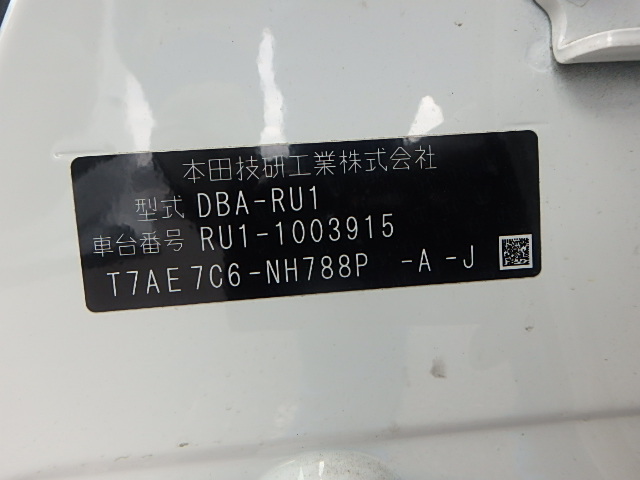 本田技研工業株式会社
型式 DBA-RU1
車台番号 RU1-1003915
T7AE7C6-NH788P -A-J